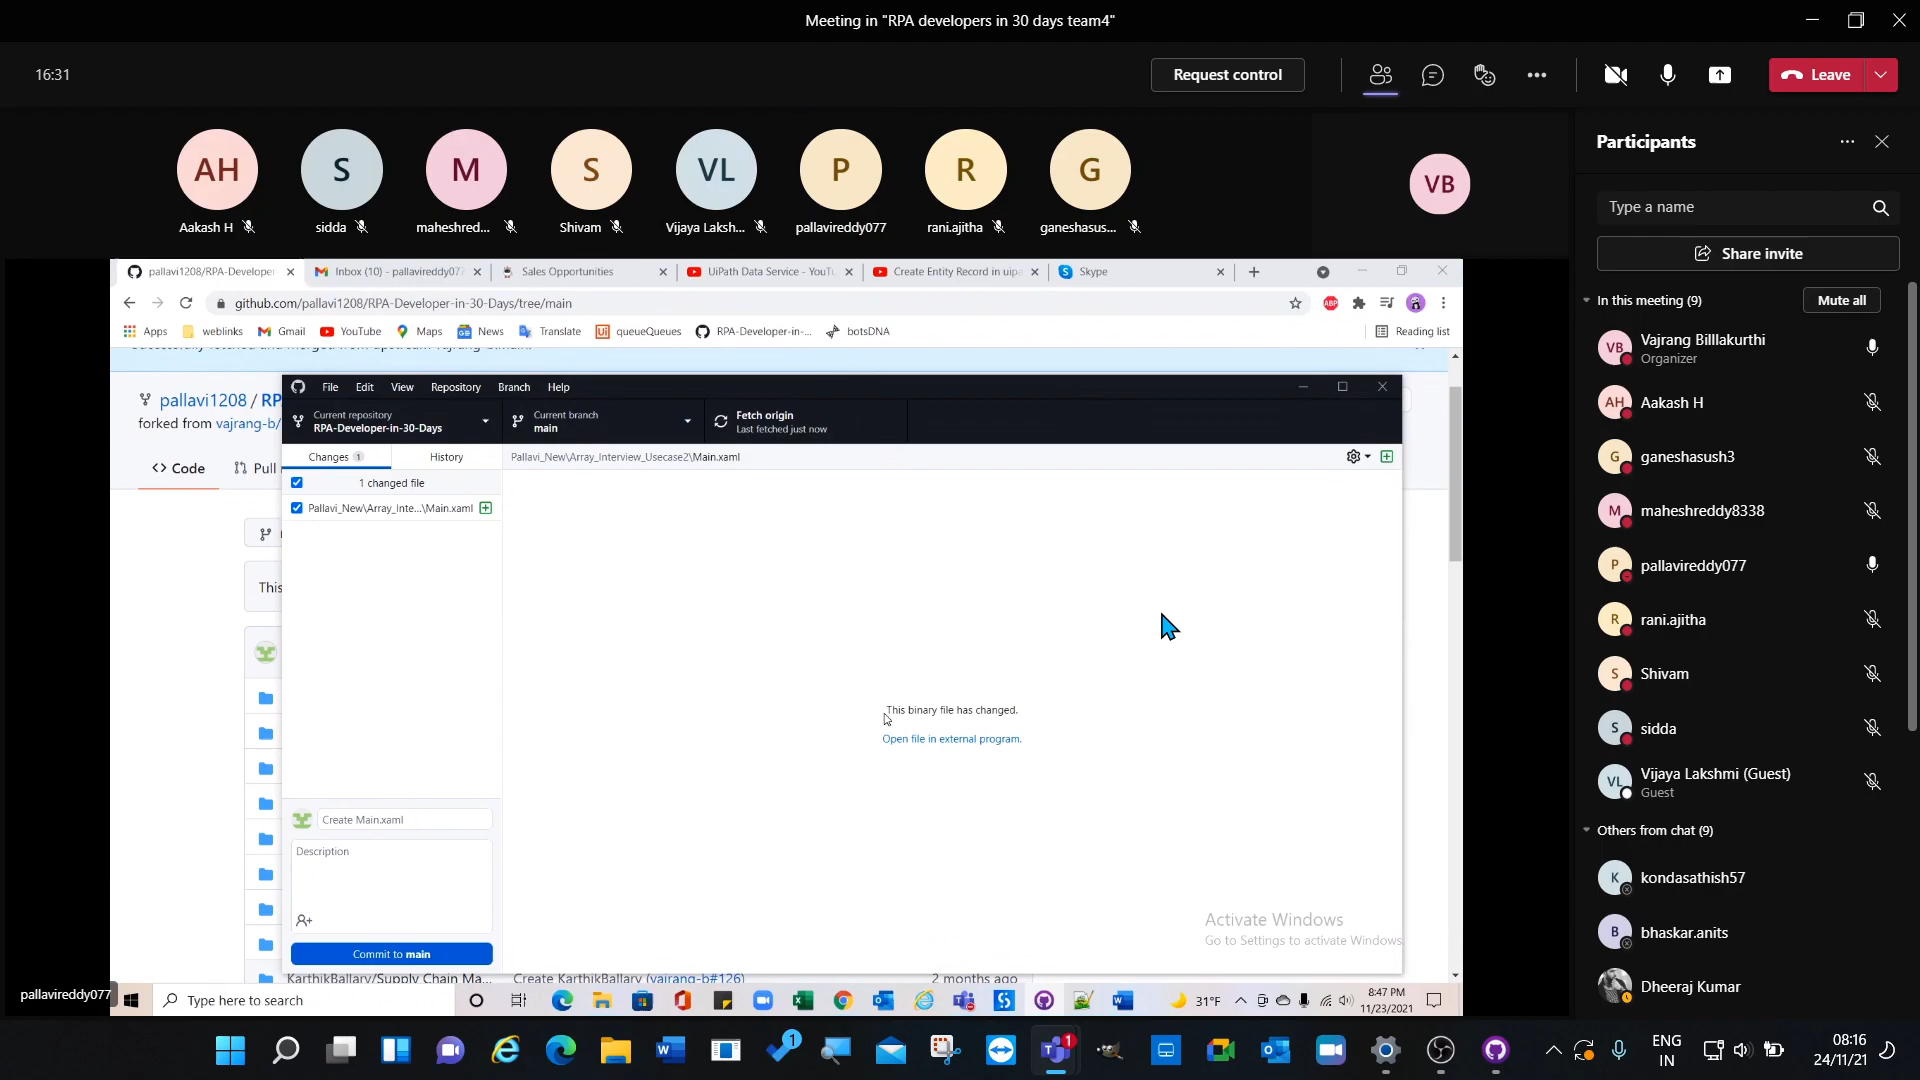 Meeting in "RPA developers in 30 days team4"
16:31
Request control
Leave
AH
S
M
S
VL
P
R
G
VB
Aakash H
sidda
maheshred...
Shivam
Vijaya Laksh...
pallavireddy077
rani.ajitha
ganeshasus...
pallavi1208/RPA-Developer
Inbox (10) - pallavireddy077
Sales Opportunities
UiPath Data Service - YouTu
Create Entity Record in uipa
Skype
github.com/pallavi1208/RPA-Developer-in-30-Days/tree/main
ABP
Apps
weblinks
Gmail
YouTube
Maps
News
Translate
queueQueues
RPA-Developer-in-...
botsDNA
Reading list
pallavi1208 / RP
forked from vajrang-b/
<> Code
Pull
This
File
Edit
View
Repository
Branch
Help
Current repository
RPA-Developer-in-30-Days
Current branch
main
Fetch origin
Last fetched just now
Changes 1
History
Pallavi_New\Array_Interview_Usecase2\Main.xaml
1 changed file
Pallavi_New\Array_Inte...\Main.xaml
This binary file has changed.
Open file in external program.
Create Main.xaml
Description
Commit to main
Activate Windows
Go to Settings to activate Windows
KarthikBallary/Supply Chain Ma...
Create KarthikBallary (vajrang-b#126)
2 months ago
pallavireddy077
Type here to search
31°F
8:47 PM
11/23/2021
Participants
Type a name
Share invite
In this meeting (9)
Mute all
VB
Vajrang Billlakurthi
Organizer
AH
Aakash H
G
ganeshasush3
M
maheshreddy8338
P
pallavireddy077
R
rani.ajitha
S
Shivam
S
sidda
VL
Vijaya Lakshmi (Guest)
Guest
Others from chat (9)
K
kondasathish57
B
bhaskar.anits
Dheeraj Kumar
1
1
ENG
IN
08:16
24/11/21